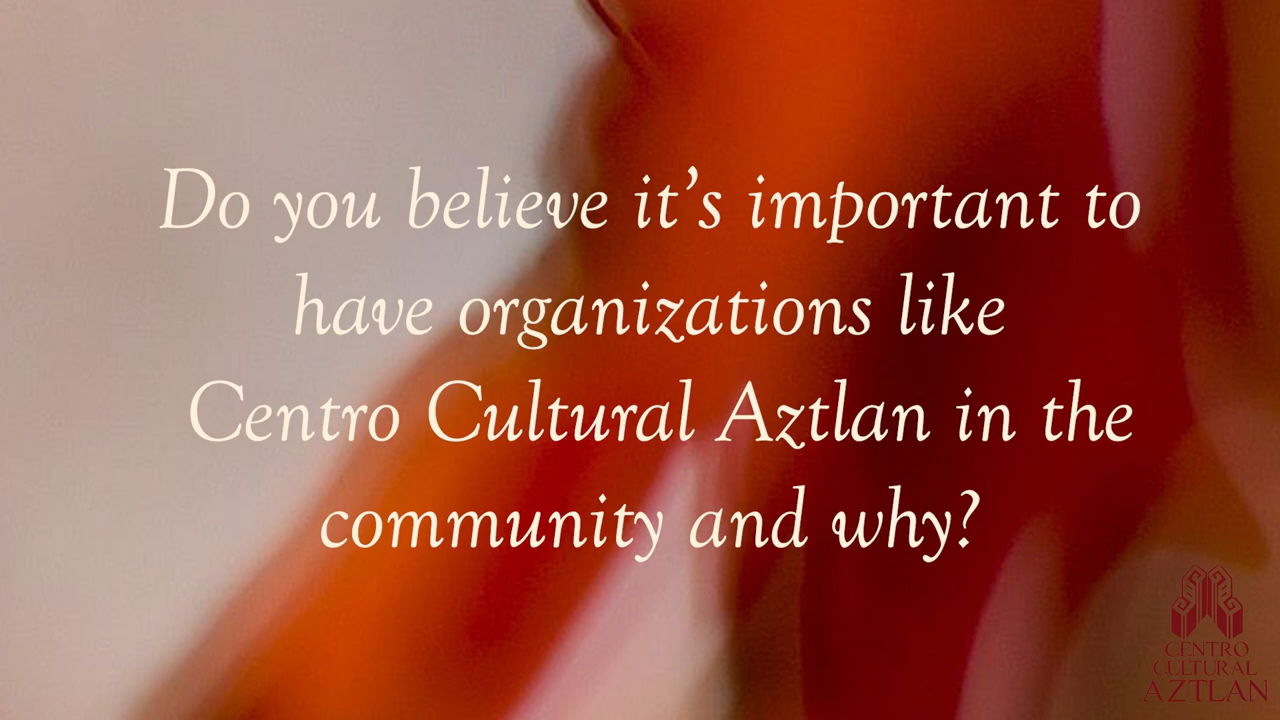 Do you believe it’s important to
have organizations like
Centro Cultural Aztlan in the
community and why?
CENTRO
CULTURAL
AZTLAN